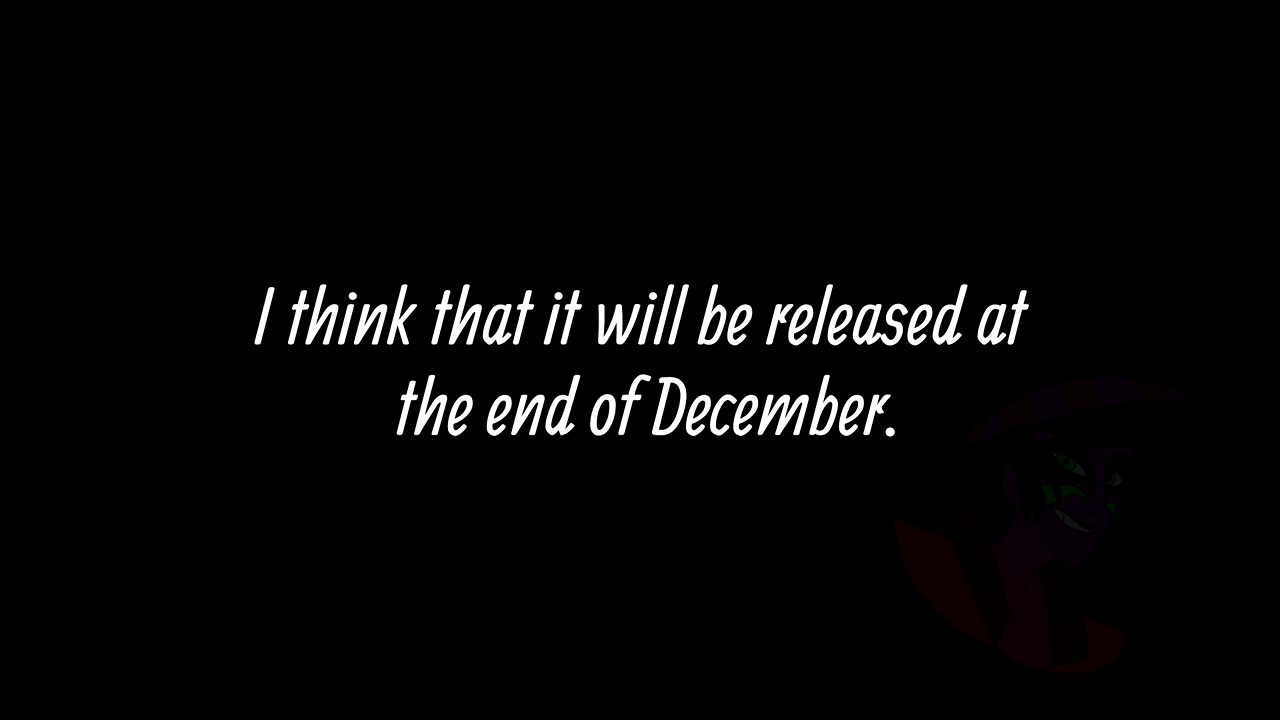 I think that it will be released at
the end of December.